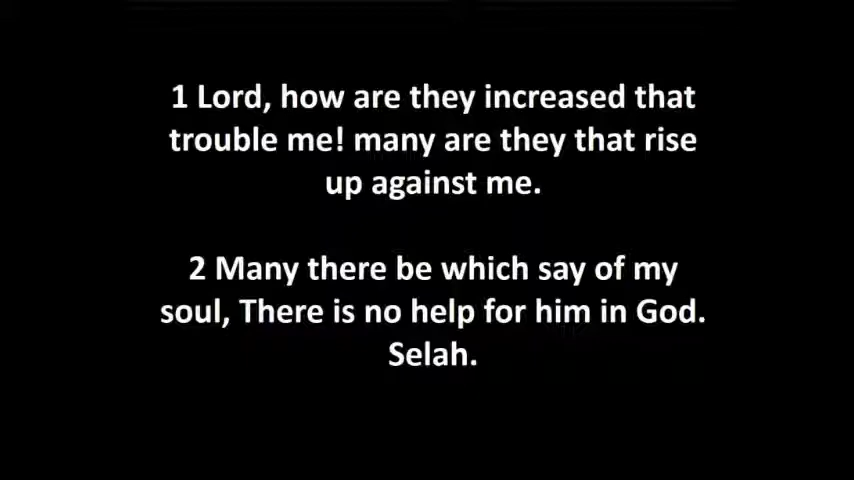 1 Lord, how are they increased that
trouble me! many are they that rise
up against me.
2 Many there be which say of my
soul, There is no help for him in God.
Selah.